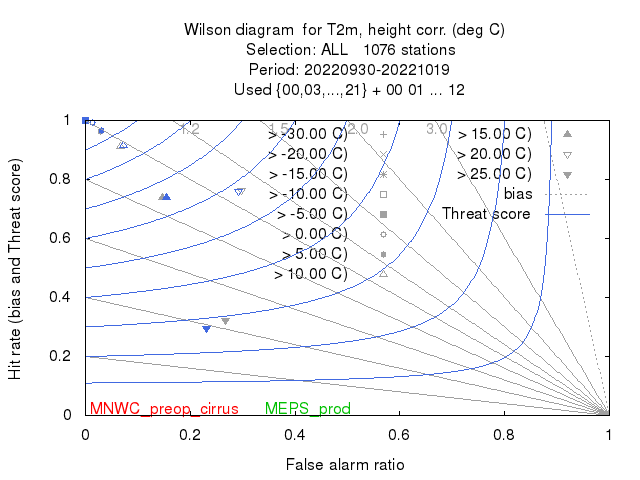 Wilson diagram for T2m, height corr. (deg C)
Selection: ALL 1076 stations
Period: 20220930-20221019
Used {00,03,...,21} + 00 01 ... 12
Hit rate (bias and Threat score)
1
0.8
0.6
0.4
0.2
0
1.2 1.5 2.0 3.0
> -30.00 C)
> -20.00 C)
> -15.00 C)
> -10.00 C)
> -5.00 C)
> 0.00 C)
> 5.00 C)
> 10.00 C)
> 15.00 C)
> 20.00 C)
> 25.00 C)
bias
Threat score
MNWC_preop_cirrus MEPS_prod
0 0.2 0.4 0.6 0.8 1
False alarm ratio